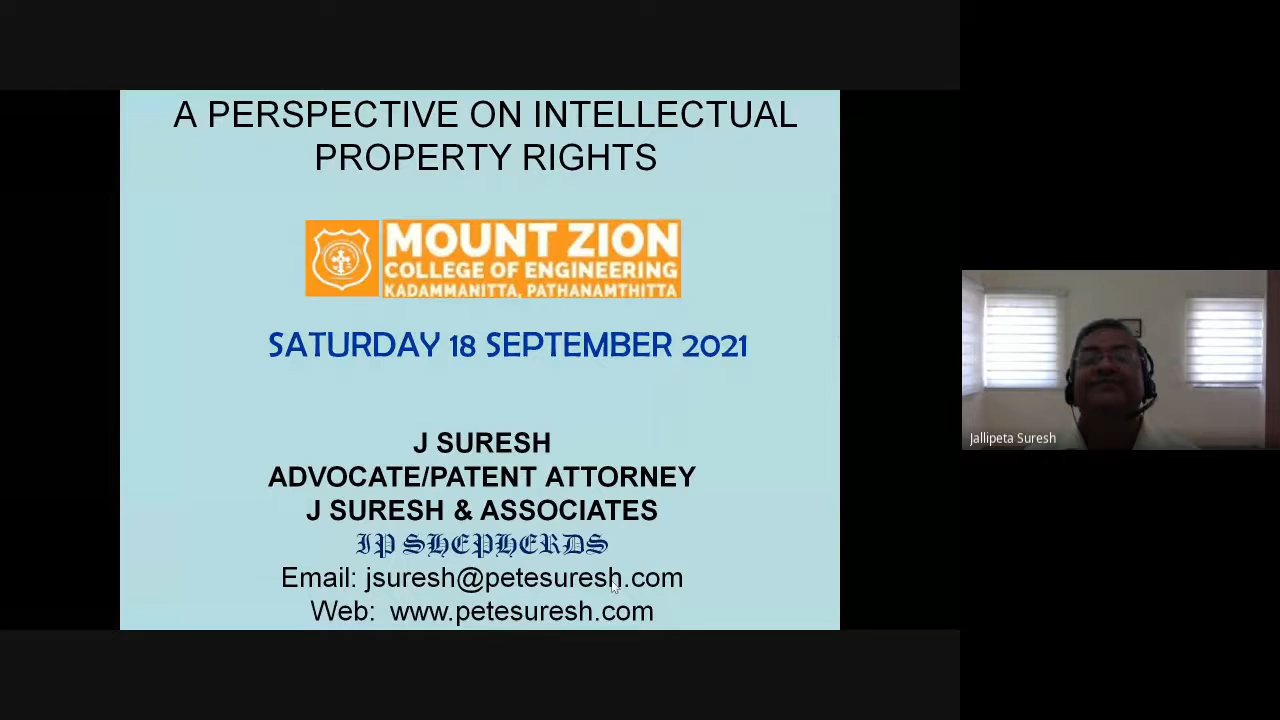 A PERSPECTIVE ON INTELLECTUAL
PROPERTY RIGHTS
MOUNT ZION
COLLEGE OF ENGINEERING
KADAMMANITTA, PATHANAMTHITTA
SATURDAY 18 SEPTEMBER 2021
J SURESH
ADVOCATE/PATENT ATTORNEY
J SURESH & ASSOCIATES
IP SHEPHERDS
Email: jsuresh@petesuresh.com
Web: www.petesuresh.com
Jallipeta Suresh